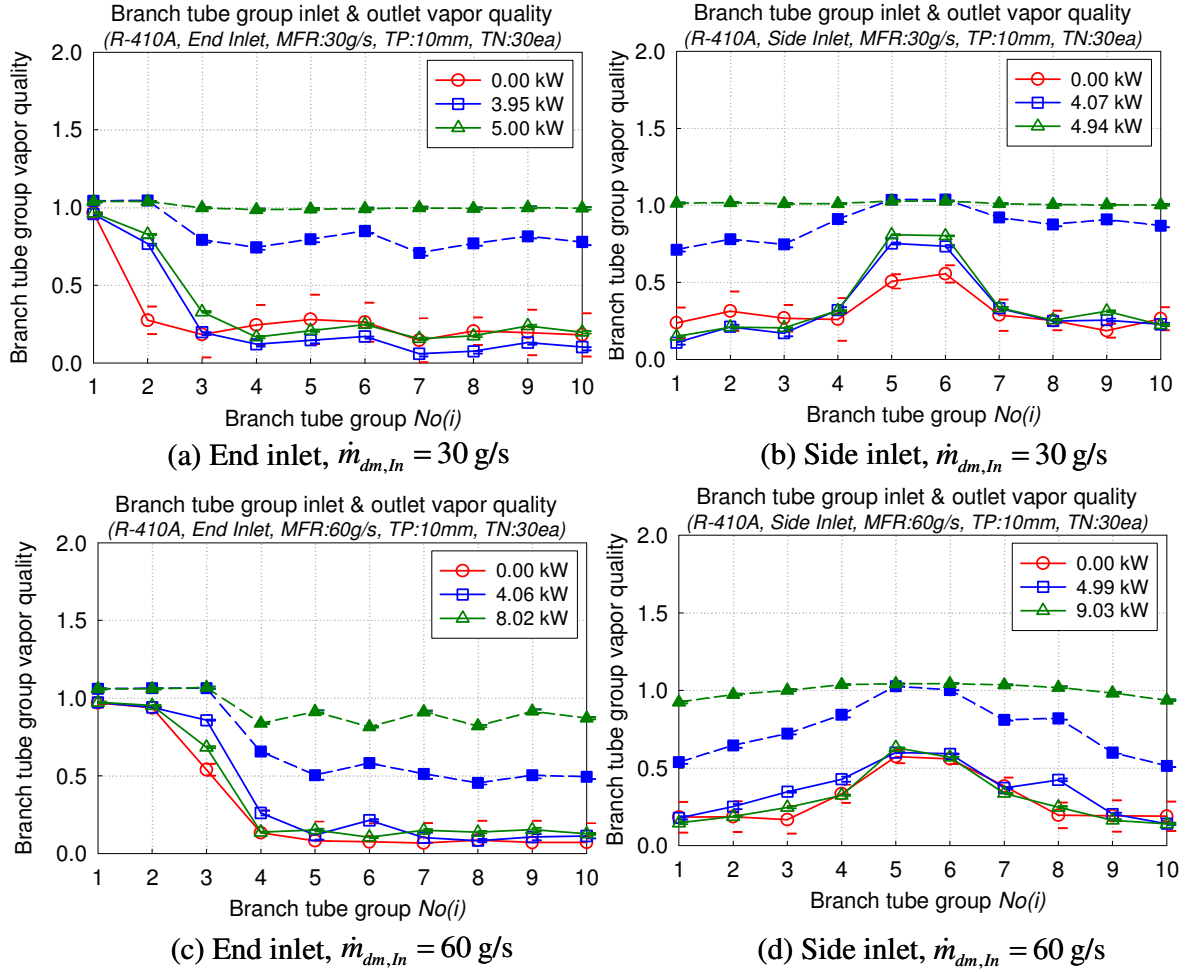 Branch tube group inlet & outlet vapor quality
(R-410A, End Inlet, MFR:30g/s, TP:10mm, TN:30ea)
Branch tube group vapor quality
2.0
1.5
1.0
0.5
0.0
0.00 kW
3.95 kW
5.00 kW
1 2 3 4 5 6 7 8 9 10
Branch tube group No(i)
(a) End inlet, ṁ_dm,In = 30 g/s
Branch tube group inlet & outlet vapor quality
(R-410A, Side Inlet, MFR:30g/s, TP:10mm, TN:30ea)
Branch tube group vapor quality
2.0
1.5
1.0
0.5
0.0
0.00 kW
4.07 kW
4.94 kW
1 2 3 4 5 6 7 8 9 10
Branch tube group No(i)
(b) Side inlet, ṁ_dm,In = 30 g/s
Branch tube group inlet & outlet vapor quality
(R-410A, End Inlet, MFR:60g/s, TP:10mm, TN:30ea)
Branch tube group vapor quality
2.0
1.5
1.0
0.5
0.0
0.00 kW
4.06 kW
8.02 kW
1 2 3 4 5 6 7 8 9 10
Branch tube group No(i)
(c) End inlet, ṁ_dm,In = 60 g/s
Branch tube group inlet & outlet vapor quality
(R-410A, Side Inlet, MFR:60g/s, TP:10mm, TN:30ea)
Branch tube group vapor quality
2.0
1.5
1.0
0.5
0.0
0.00 kW
4.99 kW
9.03 kW
1 2 3 4 5 6 7 8 9 10
Branch tube group No(i)
(d) Side inlet, ṁ_dm,In = 60 g/s